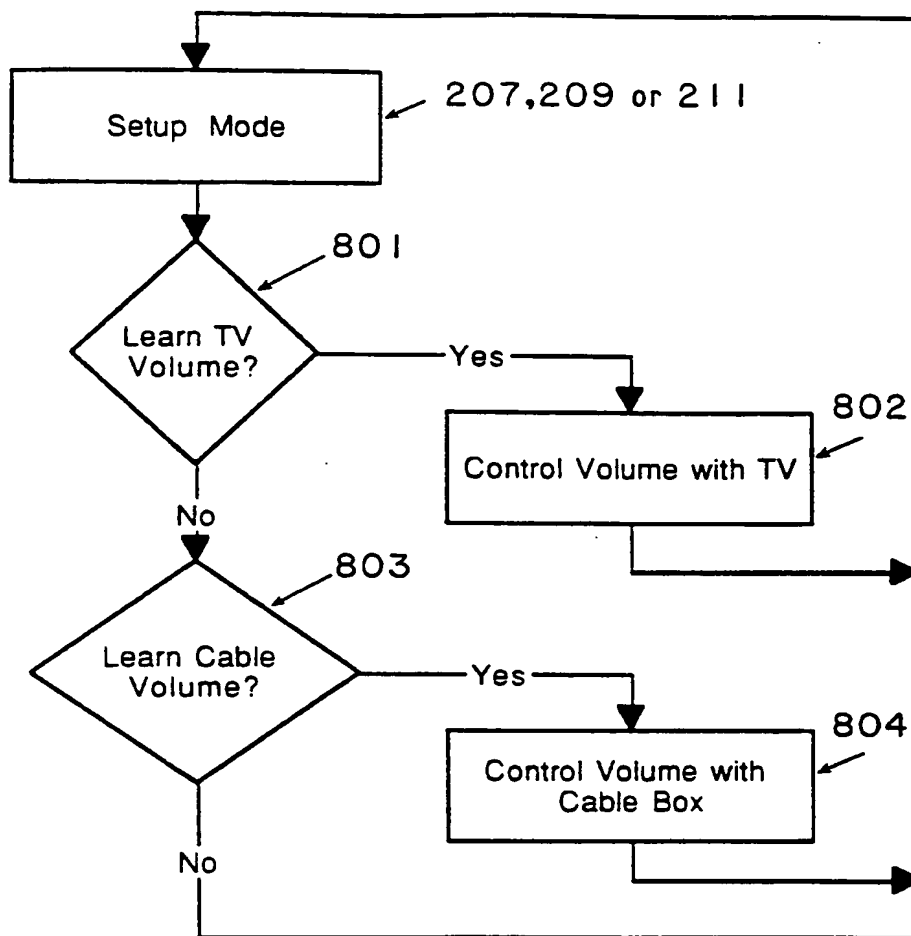 Setup Mode
207,209 or 211
801
Learn TV
Volume?
Yes
802
Control Volume with TV
No
803
Learn Cable
Volume?
Yes
804
Control Volume with
Cable Box
No